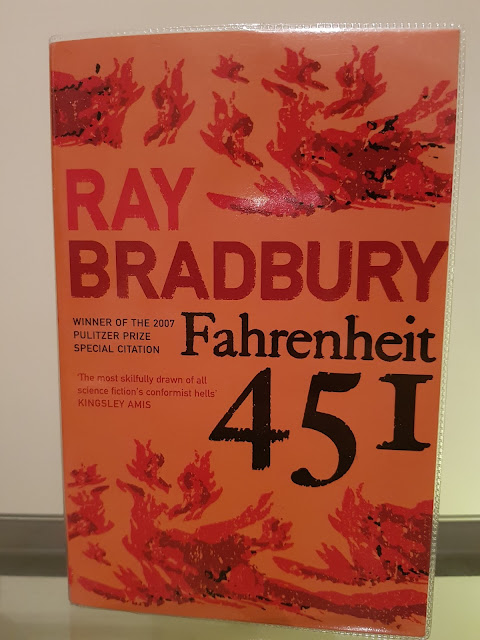 RAY
BRADBURY
WINNER OF THE 2007
PULITZER PRIZE
SPECIAL CITATION
Fahrenheit
451
'The most skilfully drawn of all
science fiction's conformist hells'
KINGSLEY AMIS